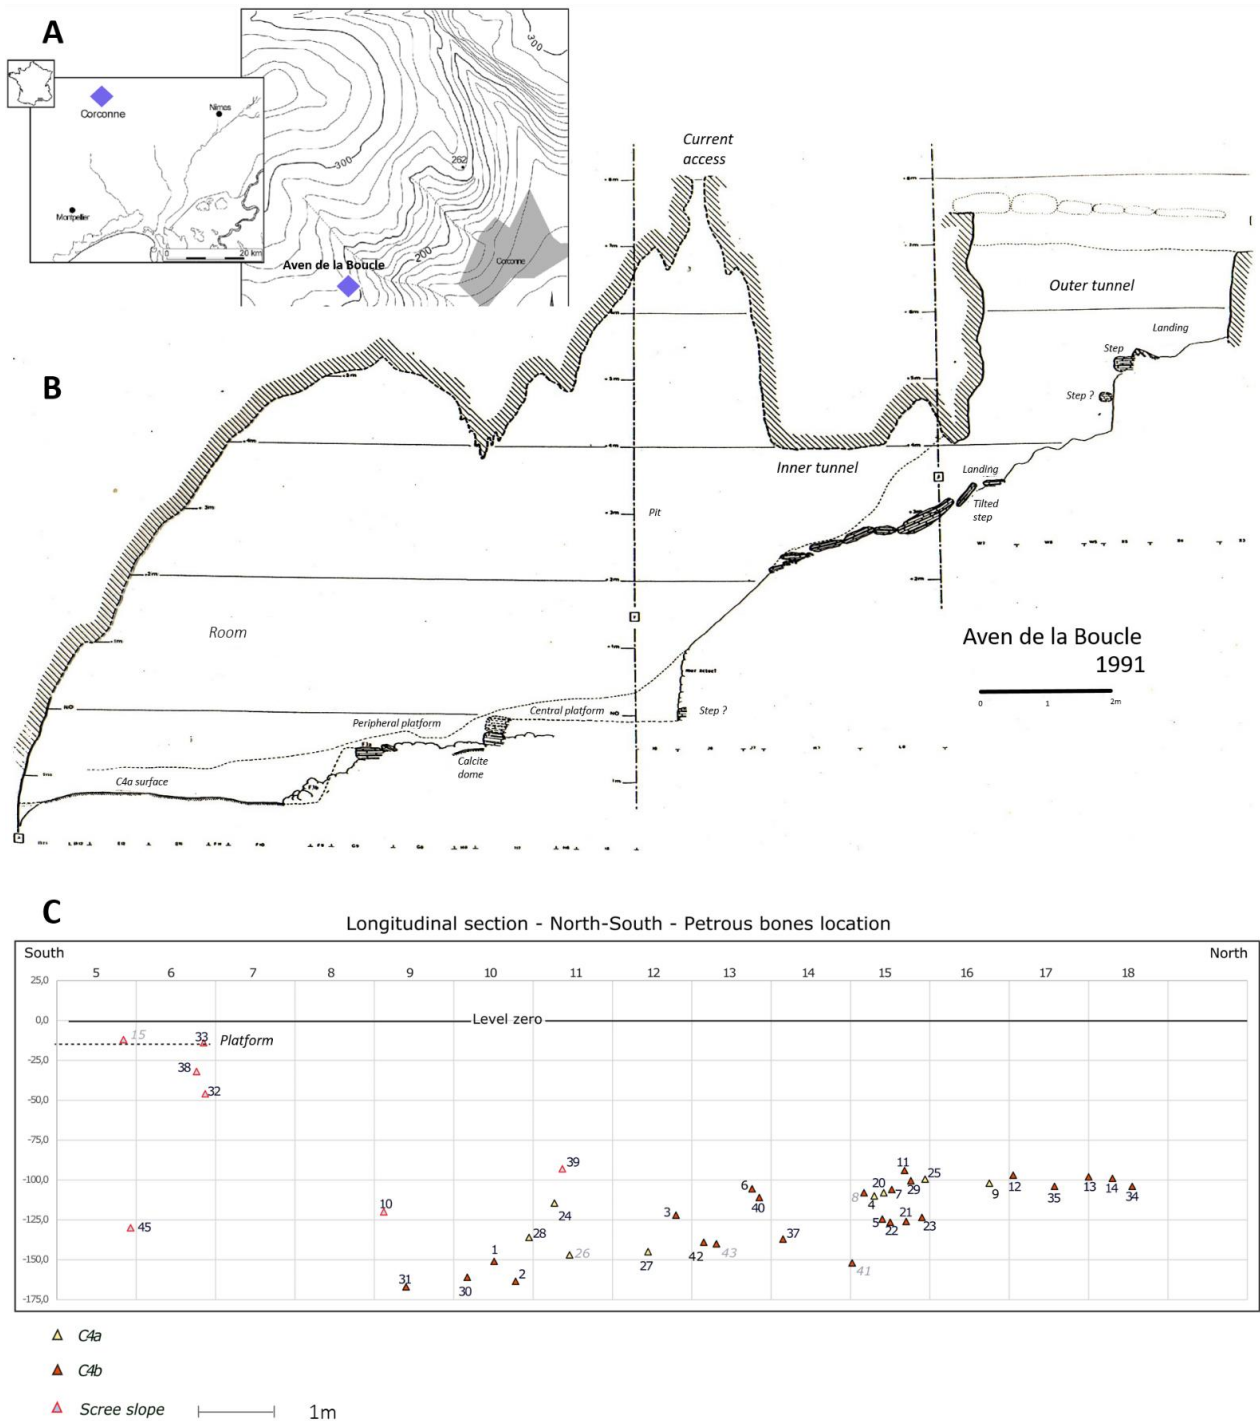 A
300
Corconne
Nimes
Montpellier
0
20 km
300
262
200
Corconne
Aven de la Boucle
Current
access
Outer tunnel
Landing
Step
Step ?
B
Inner tunnel
Landing
Tilted
step
Pit
Room
Aven de la Boucle
1991
0 1 2m
Step ?
Central platform
Peripheral platform
Calcite
dome
C4a surface
C
Longitudinal section - North-South - Petrous bones location
South
North
5 6 7 8 9 10 11 12 13 14 15 16 17 18
25,0
0,0
Level zero
15
33
Platform
-25,0
38
32
-50,0
-75,0
39
11
25
6
20
8
4
7
29
9
12
35
13
14
34
-100,0
10
24
40
3
5
22
21
23
45
-125,0
28
37
1
26
27
42
43
-150,0
31
30
2
41
-175,0
C4a
C4b
Scree slope
1m